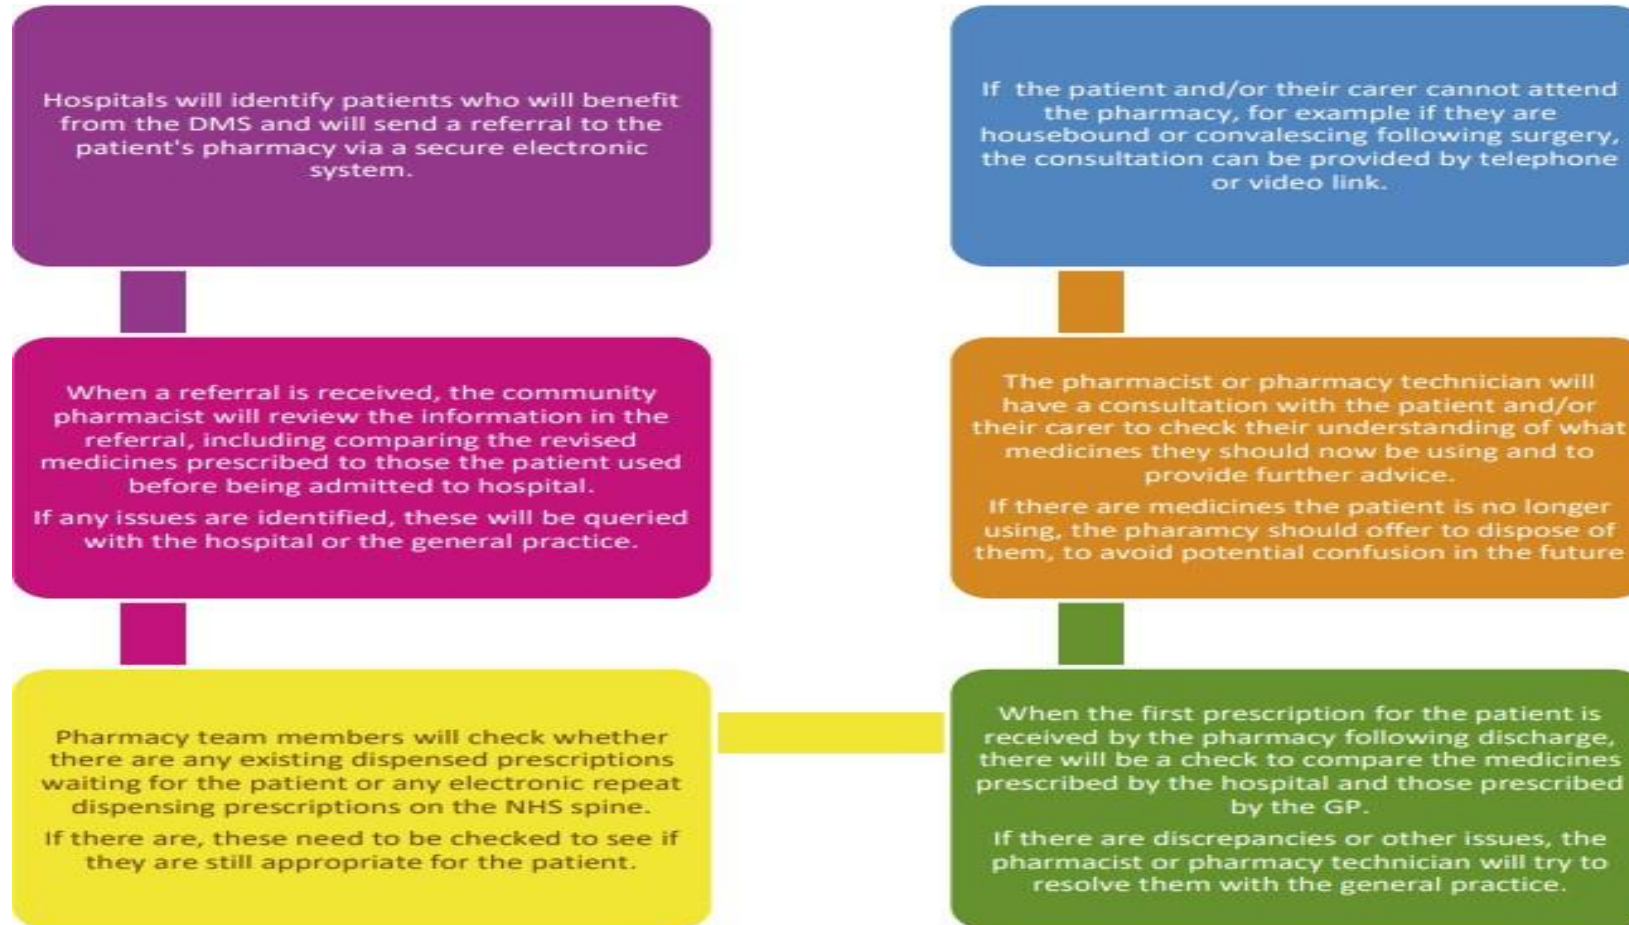 Hospitals will identify patients who will benefit
from the DMS and will send a referral to the
patient's pharmacy via a secure electronic
system.
When a referral is received, the community
pharmacist will review the information in the
referral, including comparing the revised
medicines prescribed to those the patient used
before being admitted to hospital.
If any issues are identified, these will be queried
with the hospital or the general practice.
Pharmacy team members will check whether
there are any existing dispensed prescriptions
waiting for the patient or any electronic repeat
dispensing prescriptions on the NHS spine.
If there are, these need to be checked to see if
they are still appropriate for the patient.
When the first prescription for the patient is
received by the pharmacy following discharge,
there will be a check to compare the medicines
prescribed by the hospital and those prescribed
by the GP.
If there are discrepancies or other issues, the
pharmacist or pharmacy technician will try to
resolve them with the general practice.
The pharmacist or pharmacy technician will
have a consultation with the patient and/or
their carer to check their understanding of what
medicines they should now be using and to
provide further advice.
If there are medicines the patient is no longer
using, the pharamcy should offer to dispose of
them, to avoid potential confusion in the future
If the patient and/or their carer cannot attend
the pharmacy, for example if they are
housebound or convalescing following surgery,
the consultation can be provided by telephone
or video link.